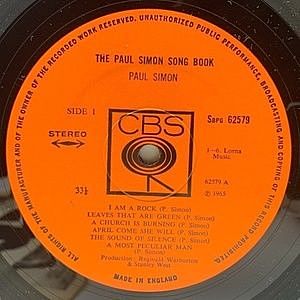 ALL RIGHTS OF THE MANUFACTURER AND OF THE OWNER OF THE RECORDED WORK RESERVED. UNAUTHORIZED PUBLIC PERFORMANCE, BROADCASTING AND COPYING OF THIS RECORD PROHIBITED.
THE PAUL SIMON SONG BOOK
PAUL SIMON
SIDE 1
SBPG 62579
CBS
STEREO
1–6. Lorna
Music
33⅓
62579 A
℗ 1965
I AM A ROCK (P. Simon)
LEAVES THAT ARE GREEN (P. Simon)
A CHURCH IS BURNING (P. Simon)
APRIL COME SHE WILL (P. Simon)
THE SOUND OF SILENCE (P. Simon)
A MOST PECULIAR MAN (P. Simon)
Production : Reginald Warburton
& Stanley West
MADE IN ENGLAND